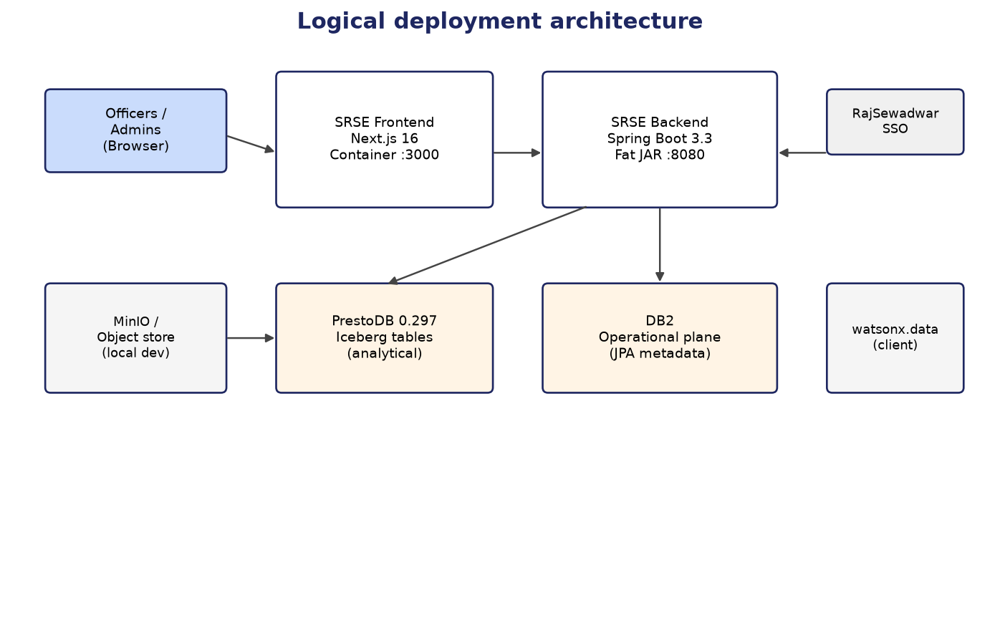 Logical deployment architecture
Officers /
Admins
(Browser)
SRSE Frontend
Next.js 16
Container :3000
SRSE Backend
Spring Boot 3.3
Fat JAR :8080
RajSewadwar
SSO
MinIO /
Object store
(local dev)
PrestoDB 0.297
Iceberg tables
(analytical)
DB2
Operational plane
(JPA metadata)
watsonx.data
(client)